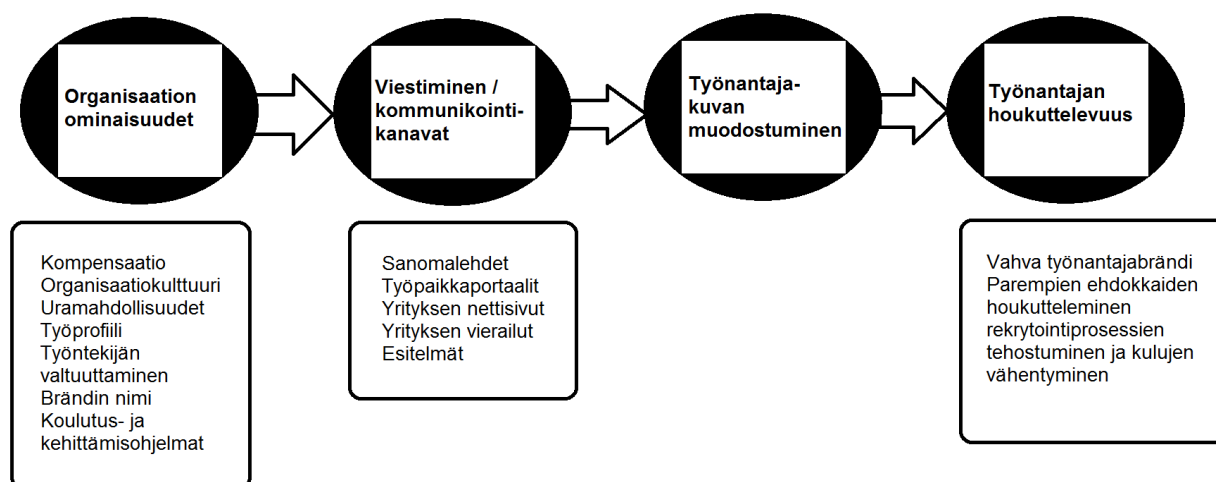 Organisaation
ominaisuudet
Viestiminen /
kommunikointi-
kanavat
Työnantaja-
kuvan
muodostuminen
Työnantajan
houkuttelevuus
Kompensaatio
Organisaatiokulttuuri
Uramahdollisuudet
Työprofiili
Työntekijän
valtuuttaminen
Brändin nimi
Koulutus- ja
kehittämisohjelmat
Sanomalehdet
Työpaikkaportaalit
Yrityksen nettisivut
Yrityksen vierailut
Esitelmät
Vahva työnantajabrändi
Parempien ehdokkaiden
houkutteleminen
rekrytointiprosessien
tehostuminen ja kulujen
vähentyminen